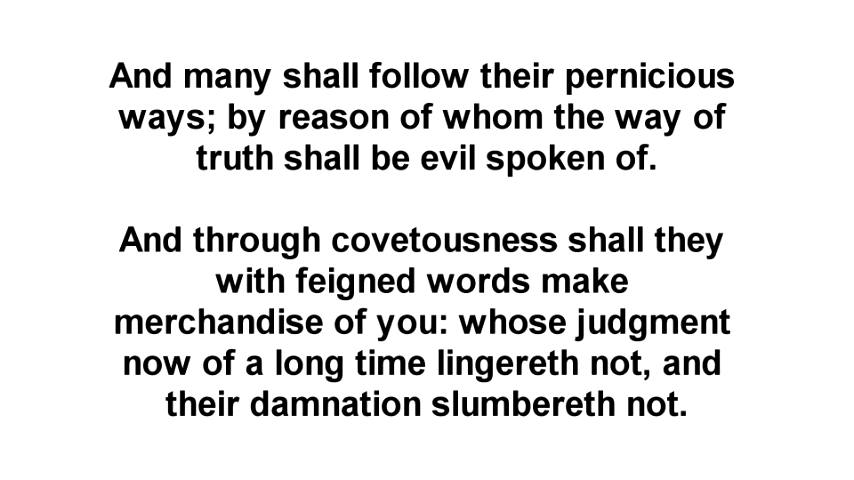 And many shall follow their pernicious
ways; by reason of whom the way of
truth shall be evil spoken of.
And through covetousness shall they
with feigned words make
merchandise of you: whose judgment
now of a long time lingereth not, and
their damnation slumbereth not.